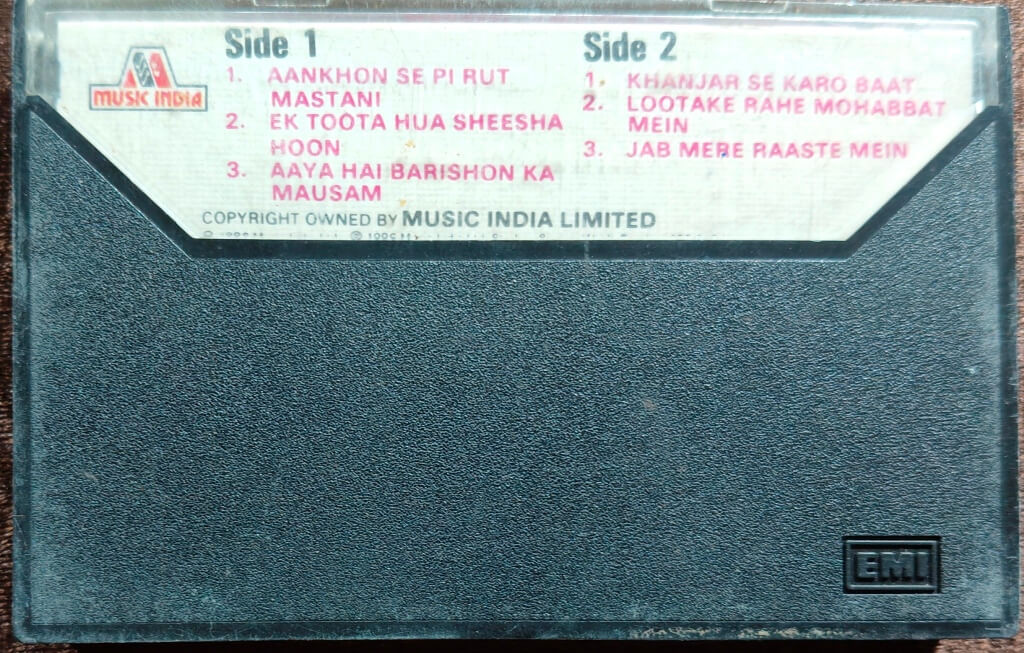 MUSIC INDIA
Side 1
1. AANKHON SE PI RUT
MASTANI
2. EK TOOTA HUA SHEESHA
HOON
3. AAYA HAI BARISHON KA
MAUSAM
Side 2
1. KHANJAR SE KARO BAAT
2. LOOTAKE RAHE MOHABBAT
MEIN
3. JAB MERE RAASTE MEIN
COPYRIGHT OWNED BY MUSIC INDIA LIMITED
EMI